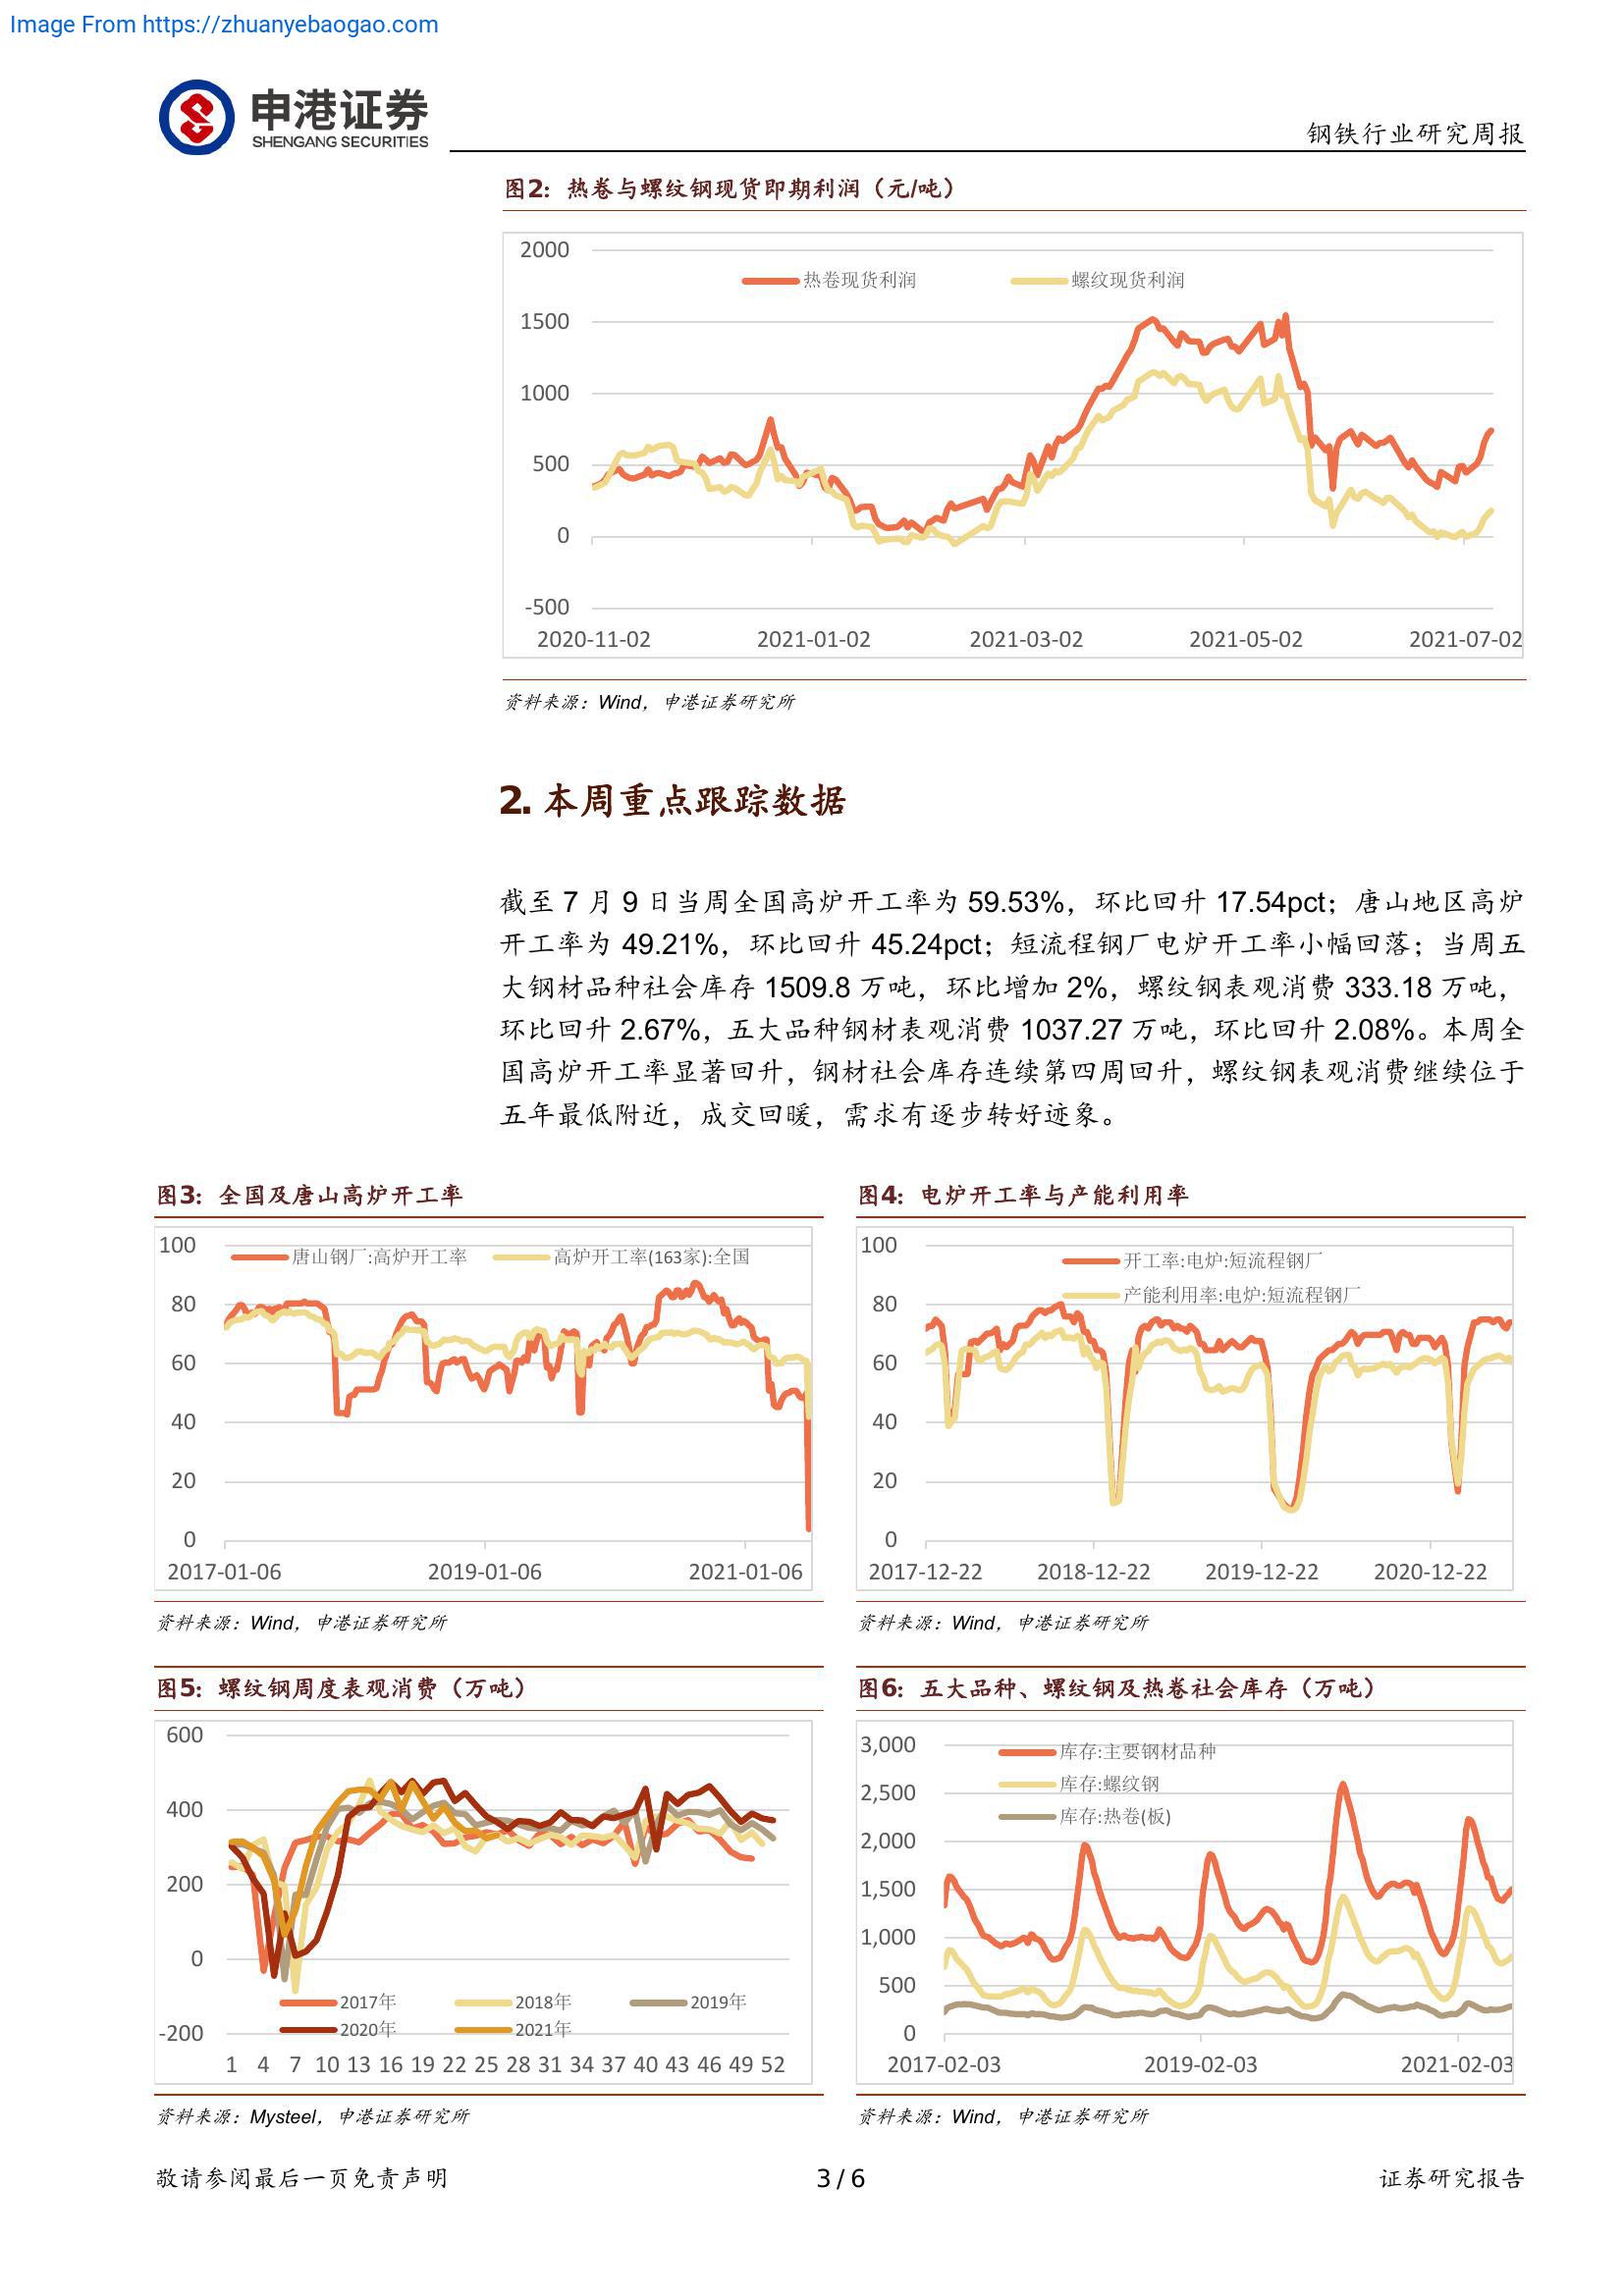 Image From https://zhuanyebaogao.com
申港证券
SHENGANG SECURITIES
钢铁行业研究周报
图2：热卷与螺纹钢现货即期利润（元/吨）
2000
热卷现货利润 螺纹现货利润
1500
1000
500
0
-500
2020-11-02 2021-01-02 2021-03-02 2021-05-02 2021-07-02
资料来源：Wind，申港证券研究所
2. 本周重点跟踪数据
截至 7 月 9 日当周全国高炉开工率为 59.53%，环比回升 17.54pct；唐山地区高炉
开工率为 49.21%，环比回升 45.24pct；短流程钢厂电炉开工率小幅回落；当周五
大钢材品种社会库存 1509.8 万吨，环比增加 2%，螺纹钢表观消费 333.18 万吨，
环比回升 2.67%，五大品种钢材表观消费 1037.27 万吨，环比回升 2.08%。本周全
国高炉开工率显著回升，钢材社会库存连续第四周回升，螺纹钢表观消费继续位于
五年最低附近，成交回暖，需求有逐步转好迹象。
图3：全国及唐山高炉开工率
100
唐山钢厂:高炉开工率 高炉开工率(163家):全国
80
60
40
20
0
2017-01-06 2019-01-06 2021-01-06
资料来源：Wind，申港证券研究所
图4：电炉开工率与产能利用率
100
开工率:电炉:短流程钢厂
产能利用率:电炉:短流程钢厂
80
60
40
20
0
2017-12-22 2018-12-22 2019-12-22 2020-12-22
资料来源：Wind，申港证券研究所
图5：螺纹钢周度表观消费（万吨）
600
400
200
0
2017年 2018年 2019年
2020年 2021年
-200
1 4 7 10 13 16 19 22 25 28 31 34 37 40 43 46 49 52
资料来源：Mysteel，申港证券研究所
图6：五大品种、螺纹钢及热卷社会库存（万吨）
3,000
库存:主要钢材品种
2,500
库存:螺纹钢
库存:热卷(板)
2,000
1,500
1,000
500
0
2017-02-03 2019-02-03 2021-02-03
资料来源：Wind，申港证券研究所
敬请参阅最后一页免责声明 3 / 6 证券研究报告